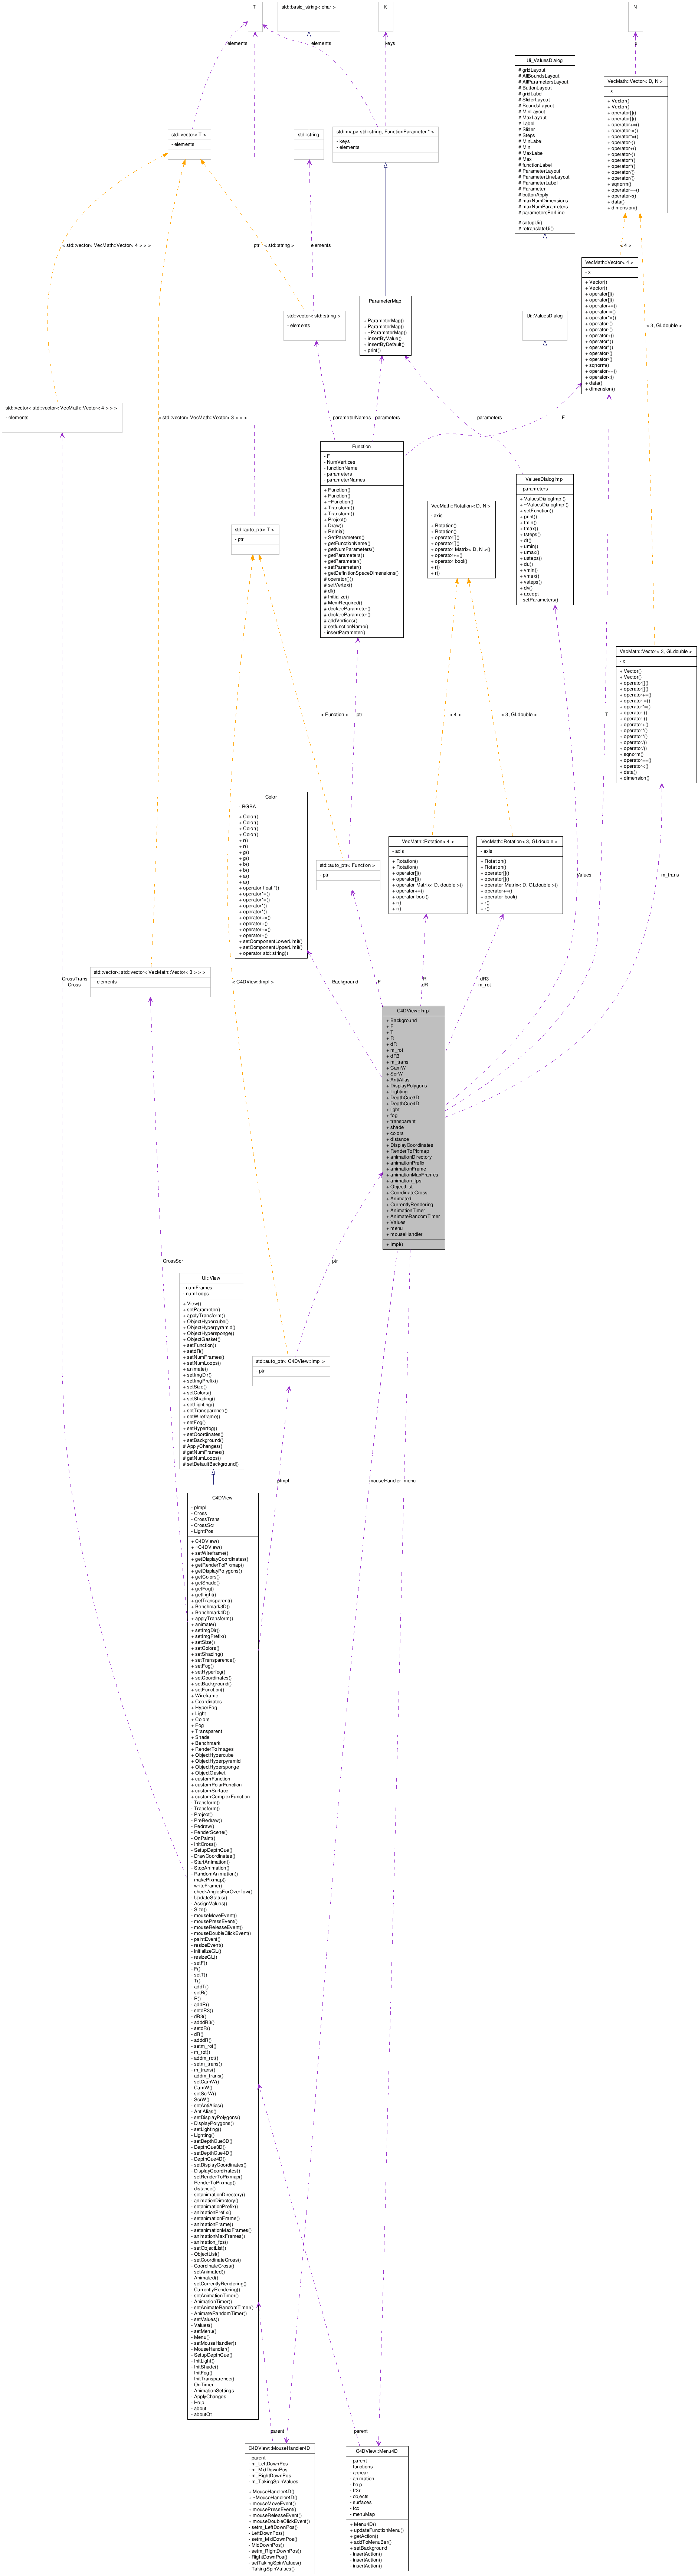 T
std::basic_string< char >
K
N
elements
elements
keys
x
Ui_ValuesDialog
# gridLayout
# AllBoundsLayout
# AllParametersLayout
# ButtonLayout
# gridLabel
# SliderLayout
# BoundsLayout
# MinLayout
# MaxLayout
# Label
# Slider
# Steps
# MinLabel
# Min
# MaxLabel
# Max
# functionLabel
# ParameterLayout
# ParameterLineLayout
# ParameterLabel
# Parameter
# buttonApply
# maxNumDimensions
# maxNumParameters
# parametersPerLine
# setupUi()
# retranslateUi()
VecMath::Vector< D, N >
- x
+ Vector()
+ Vector()
+ operator[]()
+ operator[]()
+ operator+=()
+ operator-=()
+ operator*=()
+ operator-()
+ operator+()
+ operator-()
+ operator*()
+ operator*()
+ operator/()
+ operator/()
+ sqnorm()
+ operator==()
+ operator<()
+ data()
+ dimension()
std::vector< T >
- elements
std::string
std::map< std::string, FunctionParameter * >
- keys
- elements
< std::vector< VecMath::Vector< 4 > > >
ptr
< std::string >
elements
< 4 >
VecMath::Vector< 4 >
- x
+ Vector()
+ Vector()
+ operator[]()
+ operator[]()
+ operator+=()
+ operator-=()
+ operator*=()
+ operator-()
+ operator-()
+ operator+()
+ operator*()
+ operator*()
+ operator/()
+ operator/()
+ sqnorm()
+ operator==()
+ operator<()
+ data()
+ dimension()
< 3, GLdouble >
std::vector< std::string >
- elements
ParameterMap
+ ParameterMap()
+ ParameterMap()
+ ~ParameterMap()
+ insertByValue()
+ insertByDefault()
+ print()
Ui::ValuesDialog
std::vector< std::vector< VecMath::Vector< 4 > > >
- elements
< std::vector< VecMath::Vector< 3 > > >
parameterNames
parameters
parameters
F
Function
- F
- NumVertices
- functionName
- parameters
- parameterNames
+ Function()
+ Function()
+ ~Function()
+ Transform()
+ Transform()
+ Project()
+ Draw()
+ ReInit()
+ SetParameters()
+ getFunctionName()
+ getNumParameters()
+ getParameters()
+ getParameter()
+ setParameter()
+ getDefinitionSpaceDimensions()
# operator()()
# setVertex()
# df()
# Initialize()
# MemRequired()
# declareParameter()
# declareParameter()
# addVertices()
# setfunctionName()
- insertParameter()
VecMath::Rotation< D, N >
- axis
+ Rotation()
+ Rotation()
+ operator[]()
+ operator[]()
+ operator Matrix< D, N >()
+ operator+=()
+ operator bool()
+ r()
+ r()
ValuesDialogImpl
- parameters
+ ValuesDialogImpl()
+ ~ValuesDialogImpl()
+ setFunction()
+ print()
+ tmin()
+ tmax()
+ tsteps()
+ dt()
+ umin()
+ umax()
+ usteps()
+ du()
+ vmin()
+ vmax()
+ vsteps()
+ dv()
+ accept
- setParameters()
std::auto_ptr< T >
- ptr
VecMath::Vector< 3, GLdouble >
- x
+ Vector()
+ Vector()
+ operator[]()
+ operator[]()
+ operator+=()
+ operator-=()
+ operator*=()
+ operator-()
+ operator-()
+ operator+()
+ operator*()
+ operator*()
+ operator/()
+ operator/()
+ sqnorm()
+ operator==()
+ operator<()
+ data()
+ dimension()
< Function >
ptr
< 4 >
< 3, GLdouble >
T
Color
- RGBA
+ Color()
+ Color()
+ Color()
+ Color()
+ r()
+ r()
+ g()
+ g()
+ b()
+ b()
+ a()
+ a()
+ operator float *()
+ operator*=()
+ operator*=()
+ operator*()
+ operator*()
+ operator+=()
+ operator+()
+ operator+=()
+ operator+()
+ setComponentLowerLimit()
+ setComponentUpperLimit()
+ operator std::string()
std::auto_ptr< Function >
- ptr
VecMath::Rotation< 4 >
- axis
+ Rotation()
+ Rotation()
+ operator[]()
+ operator[]()
+ operator Matrix< D, double >()
+ operator+=()
+ operator bool()
+ r()
+ r()
VecMath::Rotation< 3, GLdouble >
- axis
+ Rotation()
+ Rotation()
+ operator[]()
+ operator[]()
+ operator Matrix< D, GLdouble >()
+ operator+=()
+ operator bool()
+ r()
+ r()
Values
m_trans
std::vector< std::vector< VecMath::Vector< 3 > > >
- elements
CrossTrans
Cross
< C4DView::Impl >
Background
F
R
dR
dR3
m_rot
C4DView::Impl
+ Background
+ F
+ T
+ R
+ dR
+ m_rot
+ dR3
+ m_trans
+ CamW
+ ScrW
+ AntiAlias
+ DisplayPolygons
+ Lighting
+ DepthCue3D
+ DepthCue4D
+ light
+ fog
+ transparent
+ shade
+ colors
+ distance
+ DisplayCoordinates
+ RenderToPixmap
+ animationDirectory
+ animationPrefix
+ animationFrame
+ animationMaxFrames
+ animation_fps
+ ObjectList
+ CoordinateCross
+ Animated
+ CurrentlyRendering
+ AnimationTimer
+ AnimateRandomTimer
+ Values
+ menu
+ mouseHandler
+ Impl()
CrossScr
ptr
UI::View
- numFrames
- numLoops
+ View()
+ setParameter()
+ applyTransform()
+ ObjectHypercube()
+ ObjectHyperpyramid()
+ ObjectHypersponge()
+ ObjectGasket()
+ setFunction()
+ setdR()
+ setNumFrames()
+ setNumLoops()
+ animate()
+ setImgDir()
+ setImgPrefix()
+ setSize()
+ setColors()
+ setShading()
+ setLighting()
+ setTransparence()
+ setWireframe()
+ setFog()
+ setHyperfog()
+ setCoordinates()
+ setBackground()
# ApplyChanges()
# getNumFrames()
# getNumLoops()
# setDefaultBackground()
std::auto_ptr< C4DView::Impl >
- ptr
pImpl
mouseHandler
menu
C4DView
- pImpl
- Cross
- CrossTrans
- CrossScr
- LightPos
+ C4DView()
+ ~C4DView()
+ setWireframe()
+ getDisplayCoordinates()
+ getRenderToPixmap()
+ getDisplayPolygons()
+ getColors()
+ getShade()
+ getFog()
+ getLight()
+ getTransparent()
+ Benchmark3D()
+ Benchmark4D()
+ applyTransform()
+ animate()
+ setImgDir()
+ setImgPrefix()
+ setSize()
+ setColors()
+ setShading()
+ setTransparence()
+ setFog()
+ setHyperfog()
+ setCoordinates()
+ setBackground()
+ setFunction()
+ Wireframe
+ Coordinates
+ HyperFog
+ Light
+ Colors
+ Fog
+ Transparent
+ Shade
+ Benchmark
+ RenderToImages
+ ObjectHypercube
+ ObjectHyperpyramid
+ ObjectHypersponge
+ ObjectGasket
+ customFunction
+ customPolarFunction
+ customSurface
+ customComplexFunction
- Transform()
- Transform()
- Project()
- PreRedraw()
- Redraw()
- RenderScene()
- OnPaint()
- InitCross()
- SetupDepthCue()
- DrawCoordinates()
- StartAnimation()
- StopAnimation()
- RandomAnimation()
- makePixmap()
- writeFrame()
- checkAnglesForOverflow()
- UpdateStatus()
- AssignValues()
- Size()
- mouseMoveEvent()
- mousePressEvent()
- mouseReleaseEvent()
- mouseDoubleClickEvent()
- paintEvent()
- resizeEvent()
- initializeGL()
- resizeGL()
- setF()
- F()
- setT()
- T()
- addT()
- setR()
- R()
- addR()
- setdR3()
- dR3()
- adddR3()
- setdR()
- dR()
- adddR()
- setm_rot()
- m_rot()
- addm_rot()
- setm_trans()
- m_trans()
- addm_trans()
- setCamW()
- CamW()
- setScrW()
- ScrW()
- setAntiAlias()
- AntiAlias()
- setDisplayPolygons()
- DisplayPolygons()
- setLighting()
- Lighting()
- setDepthCue3D()
- DepthCue3D()
- setDepthCue4D()
- DepthCue4D()
- setDisplayCoordinates()
- DisplayCoordinates()
- setRenderToPixmap()
- RenderToPixmap()
- distance()
- setanimationDirectory()
- animationDirectory()
- setanimationPrefix()
- animationPrefix()
- setanimationFrame()
- animationFrame()
- setanimationMaxFrames()
- animationMaxFrames()
- animation_fps()
- setObjectList()
- ObjectList()
- setCoordinateCross()
- CoordinateCross()
- setAnimated()
- Animated()
- setCurrentlyRendering()
- CurrentlyRendering()
- setAnimationTimer()
- AnimationTimer()
- setAnimateRandomTimer()
- AnimateRandomTimer()
- setValues()
- Values()
- setMenu()
- Menu()
- setMouseHandler()
- MouseHandler()
- SetupDepthCue()
- InitLight()
- InitShade()
- InitFog()
- InitTransparence()
- OnTimer
- AnimationSettings
- ApplyChanges
- Help
- about
- aboutQt
parent
parent
C4DView::MouseHandler4D
- parent
- m_LeftDownPos
- m_MidDownPos
- m_RightDownPos
- m_TakingSpinValues
+ MouseHandler4D()
+ ~MouseHandler4D()
+ mouseMoveEvent()
+ mousePressEvent()
+ mouseReleaseEvent()
+ mouseDoubleClickEvent()
- setm_LeftDownPos()
- LeftDownPos()
- setm_MidDownPos()
- MidDownPos()
- setm_RightDownPos()
- RightDownPos()
- setTakingSpinValues()
- TakingSpinValues()
C4DView::Menu4D
- parent
- functions
- appear
- animation
- help
- fr3r
- objects
- surfaces
- fct
- menuMap
+ Menu4D()
+ updateFunctionMenu()
+ getAction()
+ addToMenuBar()
+ setBackground
- insertAction()
- insertAction()
- insertAction()